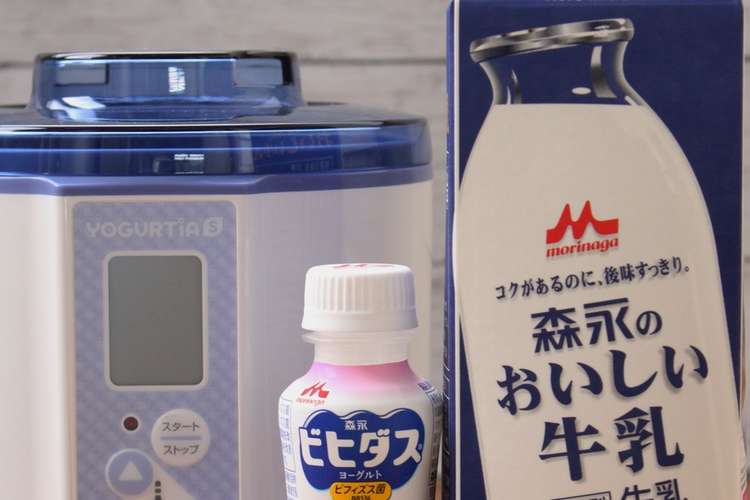 YOGURTiA S
スタート
ストップ
morinaga
森永
ビヒダス
ヨーグルト
ビフィズス菌
BB536
morinaga
コクがあるのに、後味すっきり。
森永の
おいしい
牛乳
牛乳